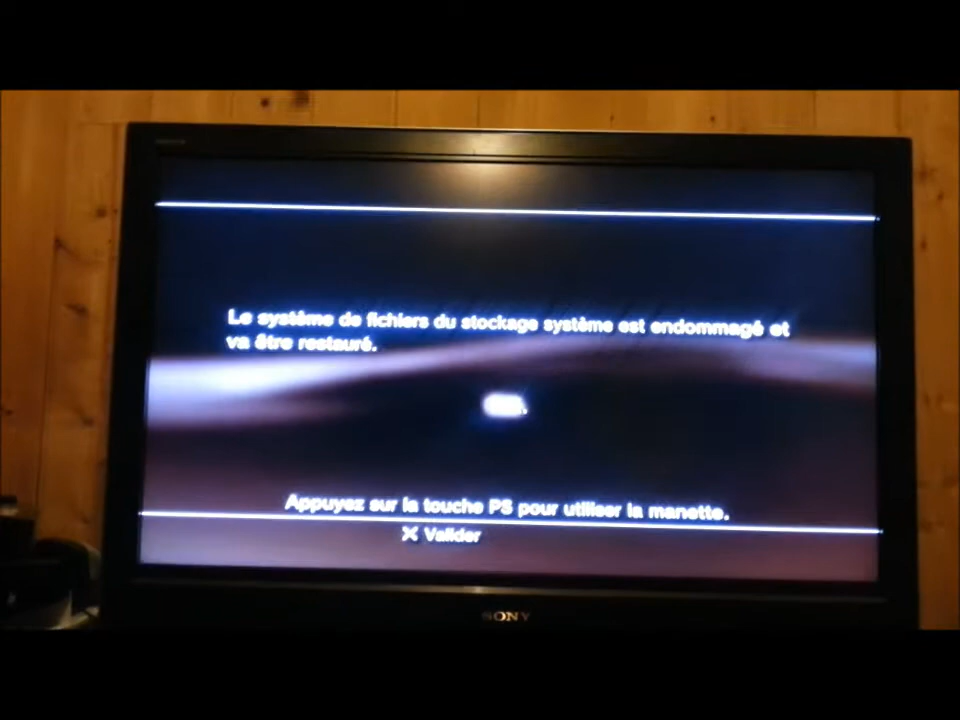 Le système de fichiers du stockage système est endommagé et
va être restauré.
Appuyez sur la touche PS pour utiliser la manette.
Valider
SONY